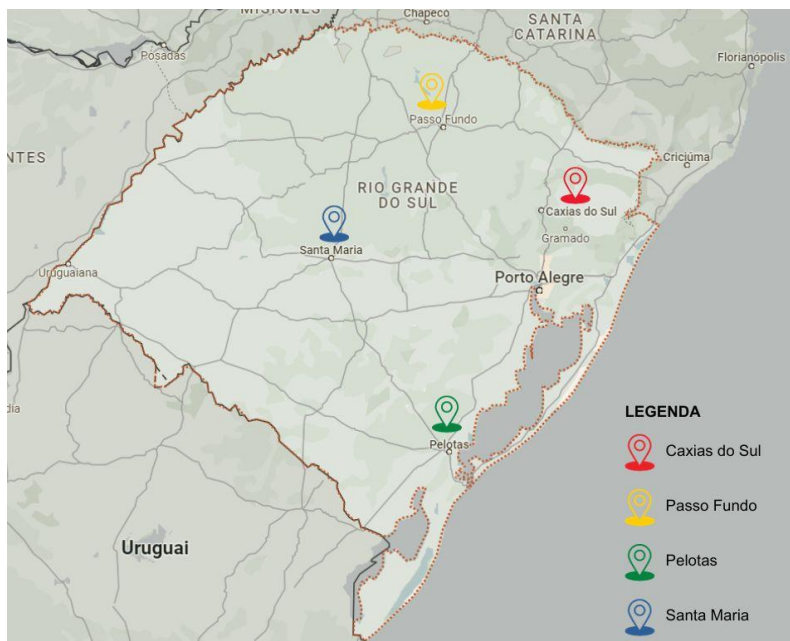 MISIONES
Chapecó
SANTA
CATARINA
Posadas
Florianópolis
Passo Fundo
NTES
Criciúma
RIO GRANDE
DO SUL
Caxias do Sul
Gramado
Santa Maria
Uruguaiana
Porto Alegre
dia
Pelotas
Uruguai
LEGENDA
Caxias do Sul
Passo Fundo
Pelotas
Santa Maria